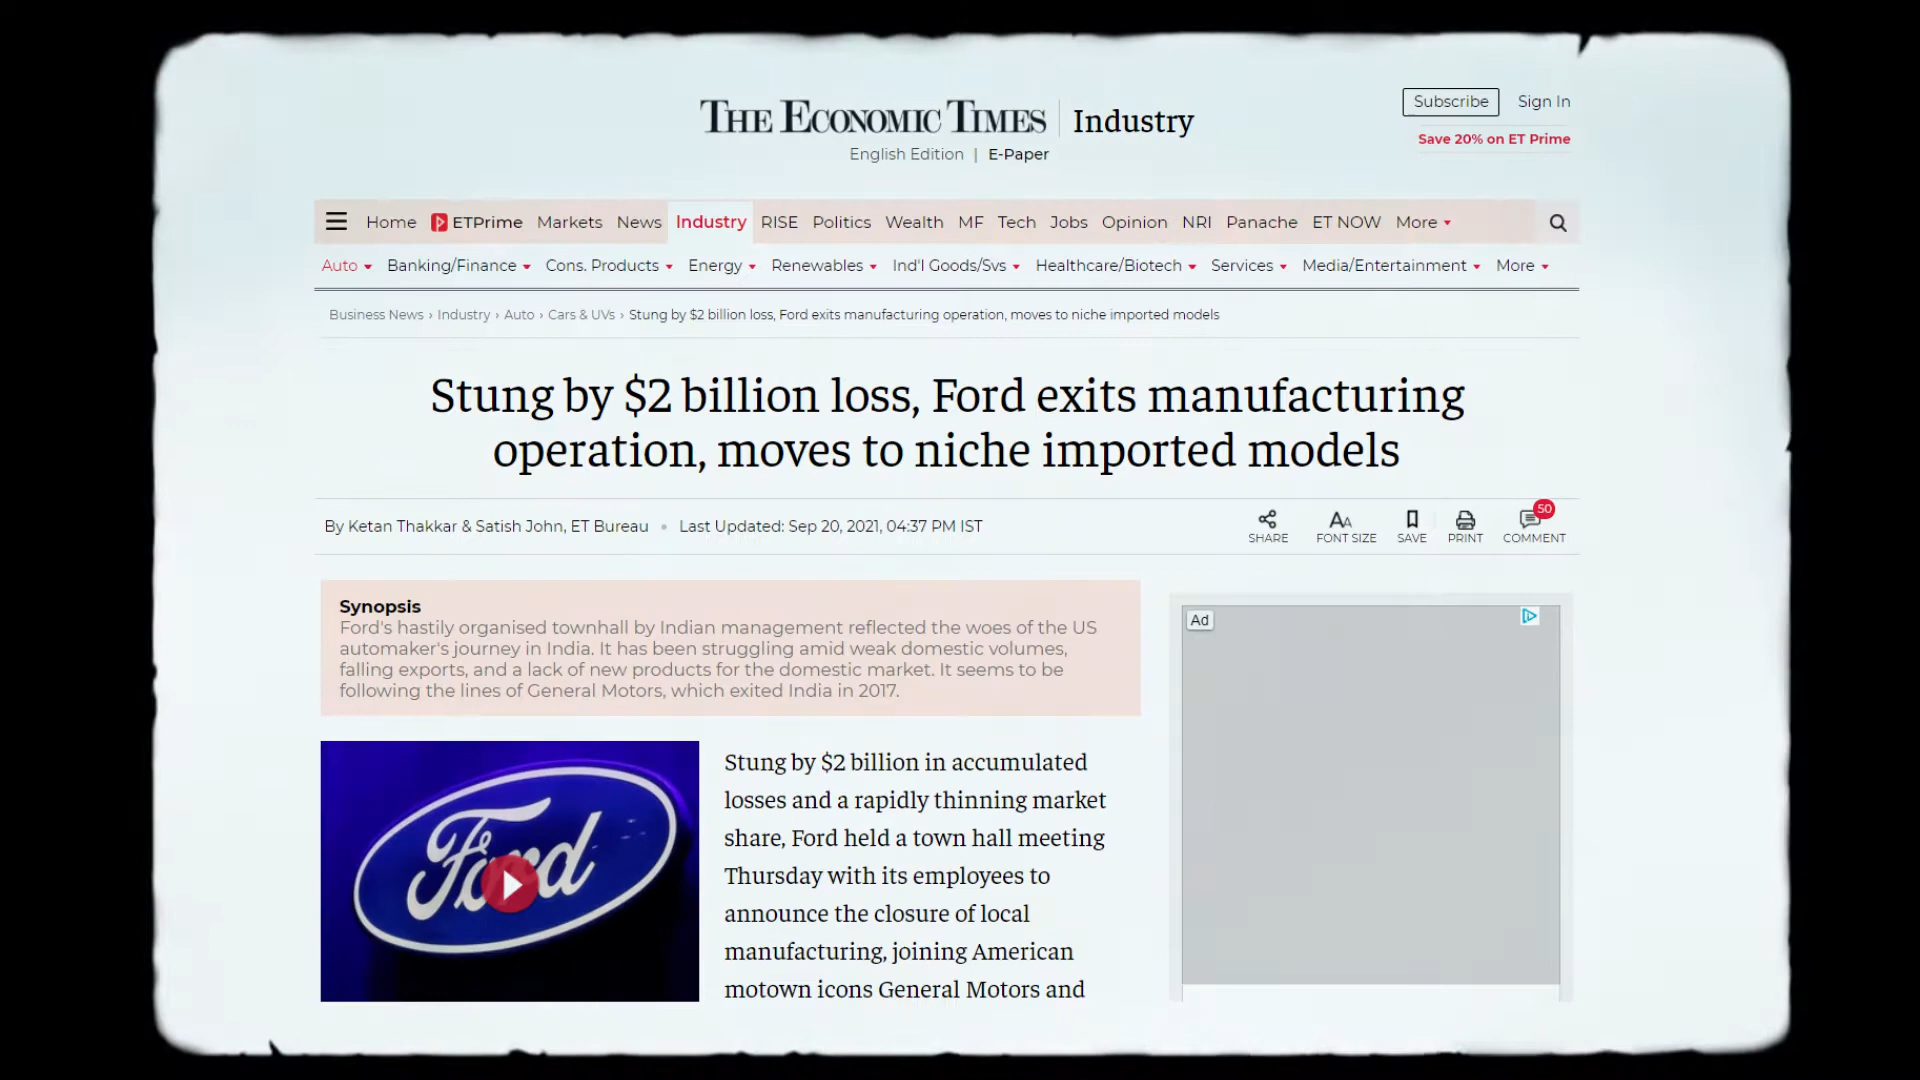 THE ECONOMIC TIMES | Industry
English Edition | E-Paper
Subscribe Sign In
Save 20% on ET Prime
Home ETPrime Markets News Industry RISE Politics Wealth MF Tech Jobs Opinion NRI Panache ET NOW More
Auto Banking/Finance Cons. Products Energy Renewables Ind'l Goods/Svs Healthcare/Biotech Services Media/Entertainment More
Business News › Industry › Auto › Cars & UVs › Stung by $2 billion loss, Ford exits manufacturing operation, moves to niche imported models
Stung by $2 billion loss, Ford exits manufacturing
operation, moves to niche imported models
By Ketan Thakkar & Satish John, ET Bureau • Last Updated: Sep 20, 2021, 04:37 PM IST
SHARE FONT SIZE SAVE PRINT COMMENT 50
Synopsis
Ford's hastily organised townhall by Indian management reflected the woes of the US
automaker's journey in India. It has been struggling amid weak domestic volumes,
falling exports, and a lack of new products for the domestic market. It seems to be
following the lines of General Motors, which exited India in 2017.
Ad
Ford
Stung by $2 billion in accumulated
losses and a rapidly thinning market
share, Ford held a town hall meeting
Thursday with its employees to
announce the closure of local
manufacturing, joining American
motown icons General Motors and